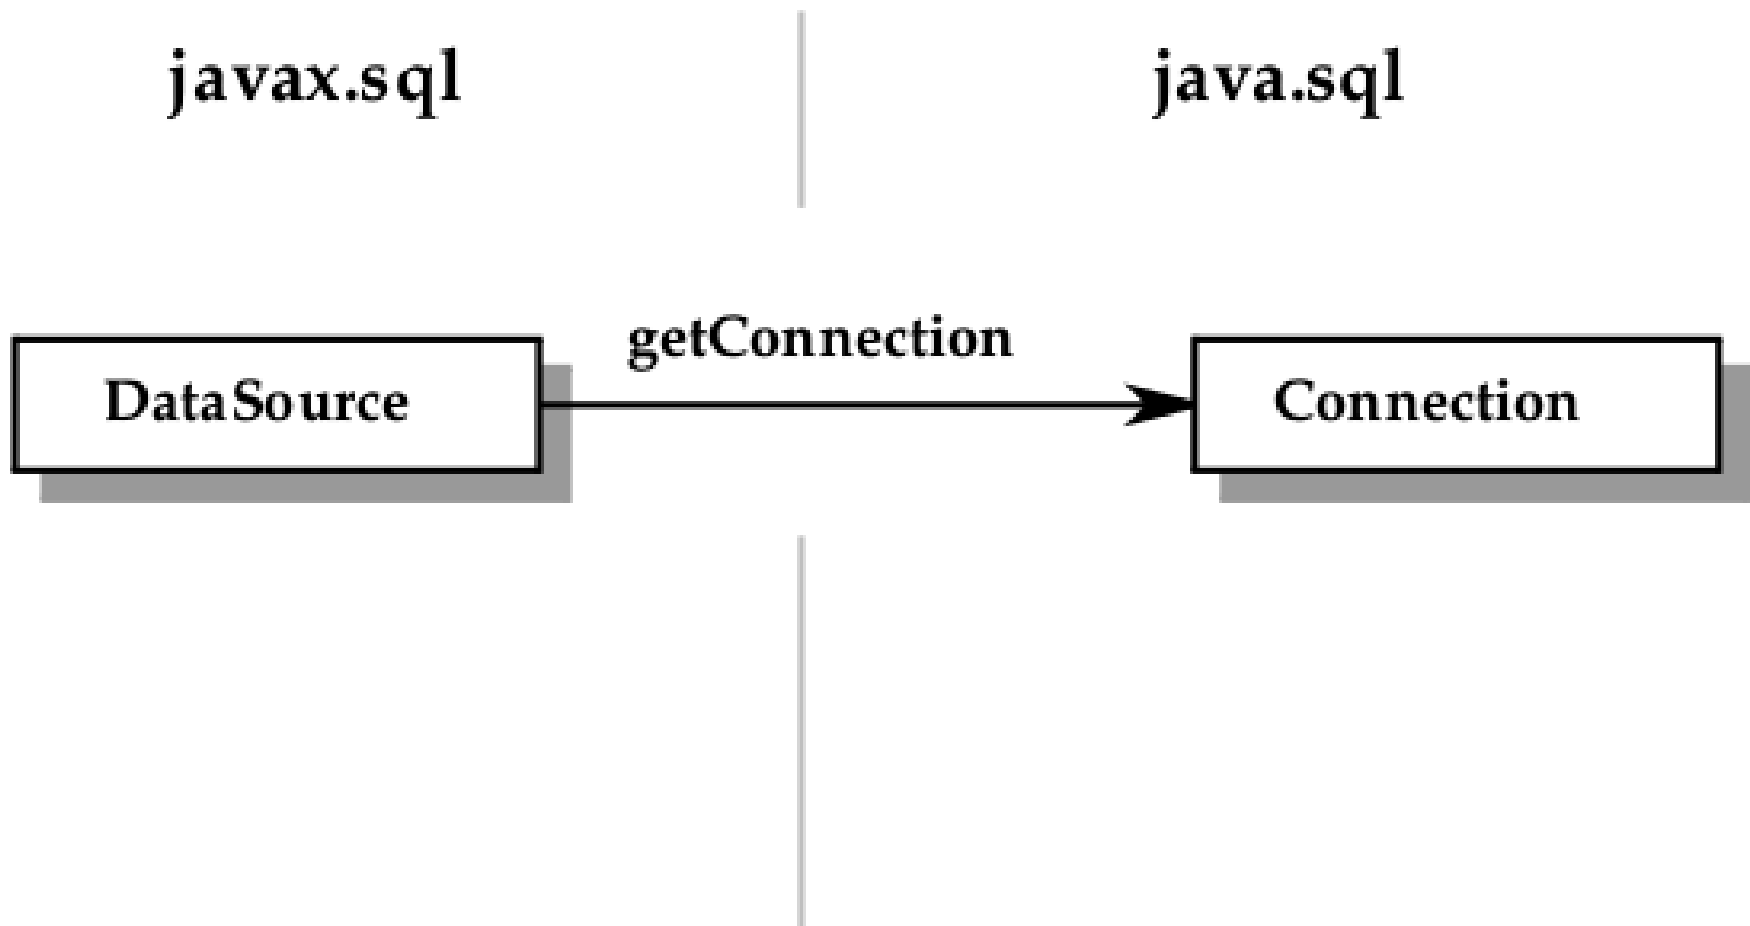 javax.sql
java.sql
getConnection
DataSource
Connection